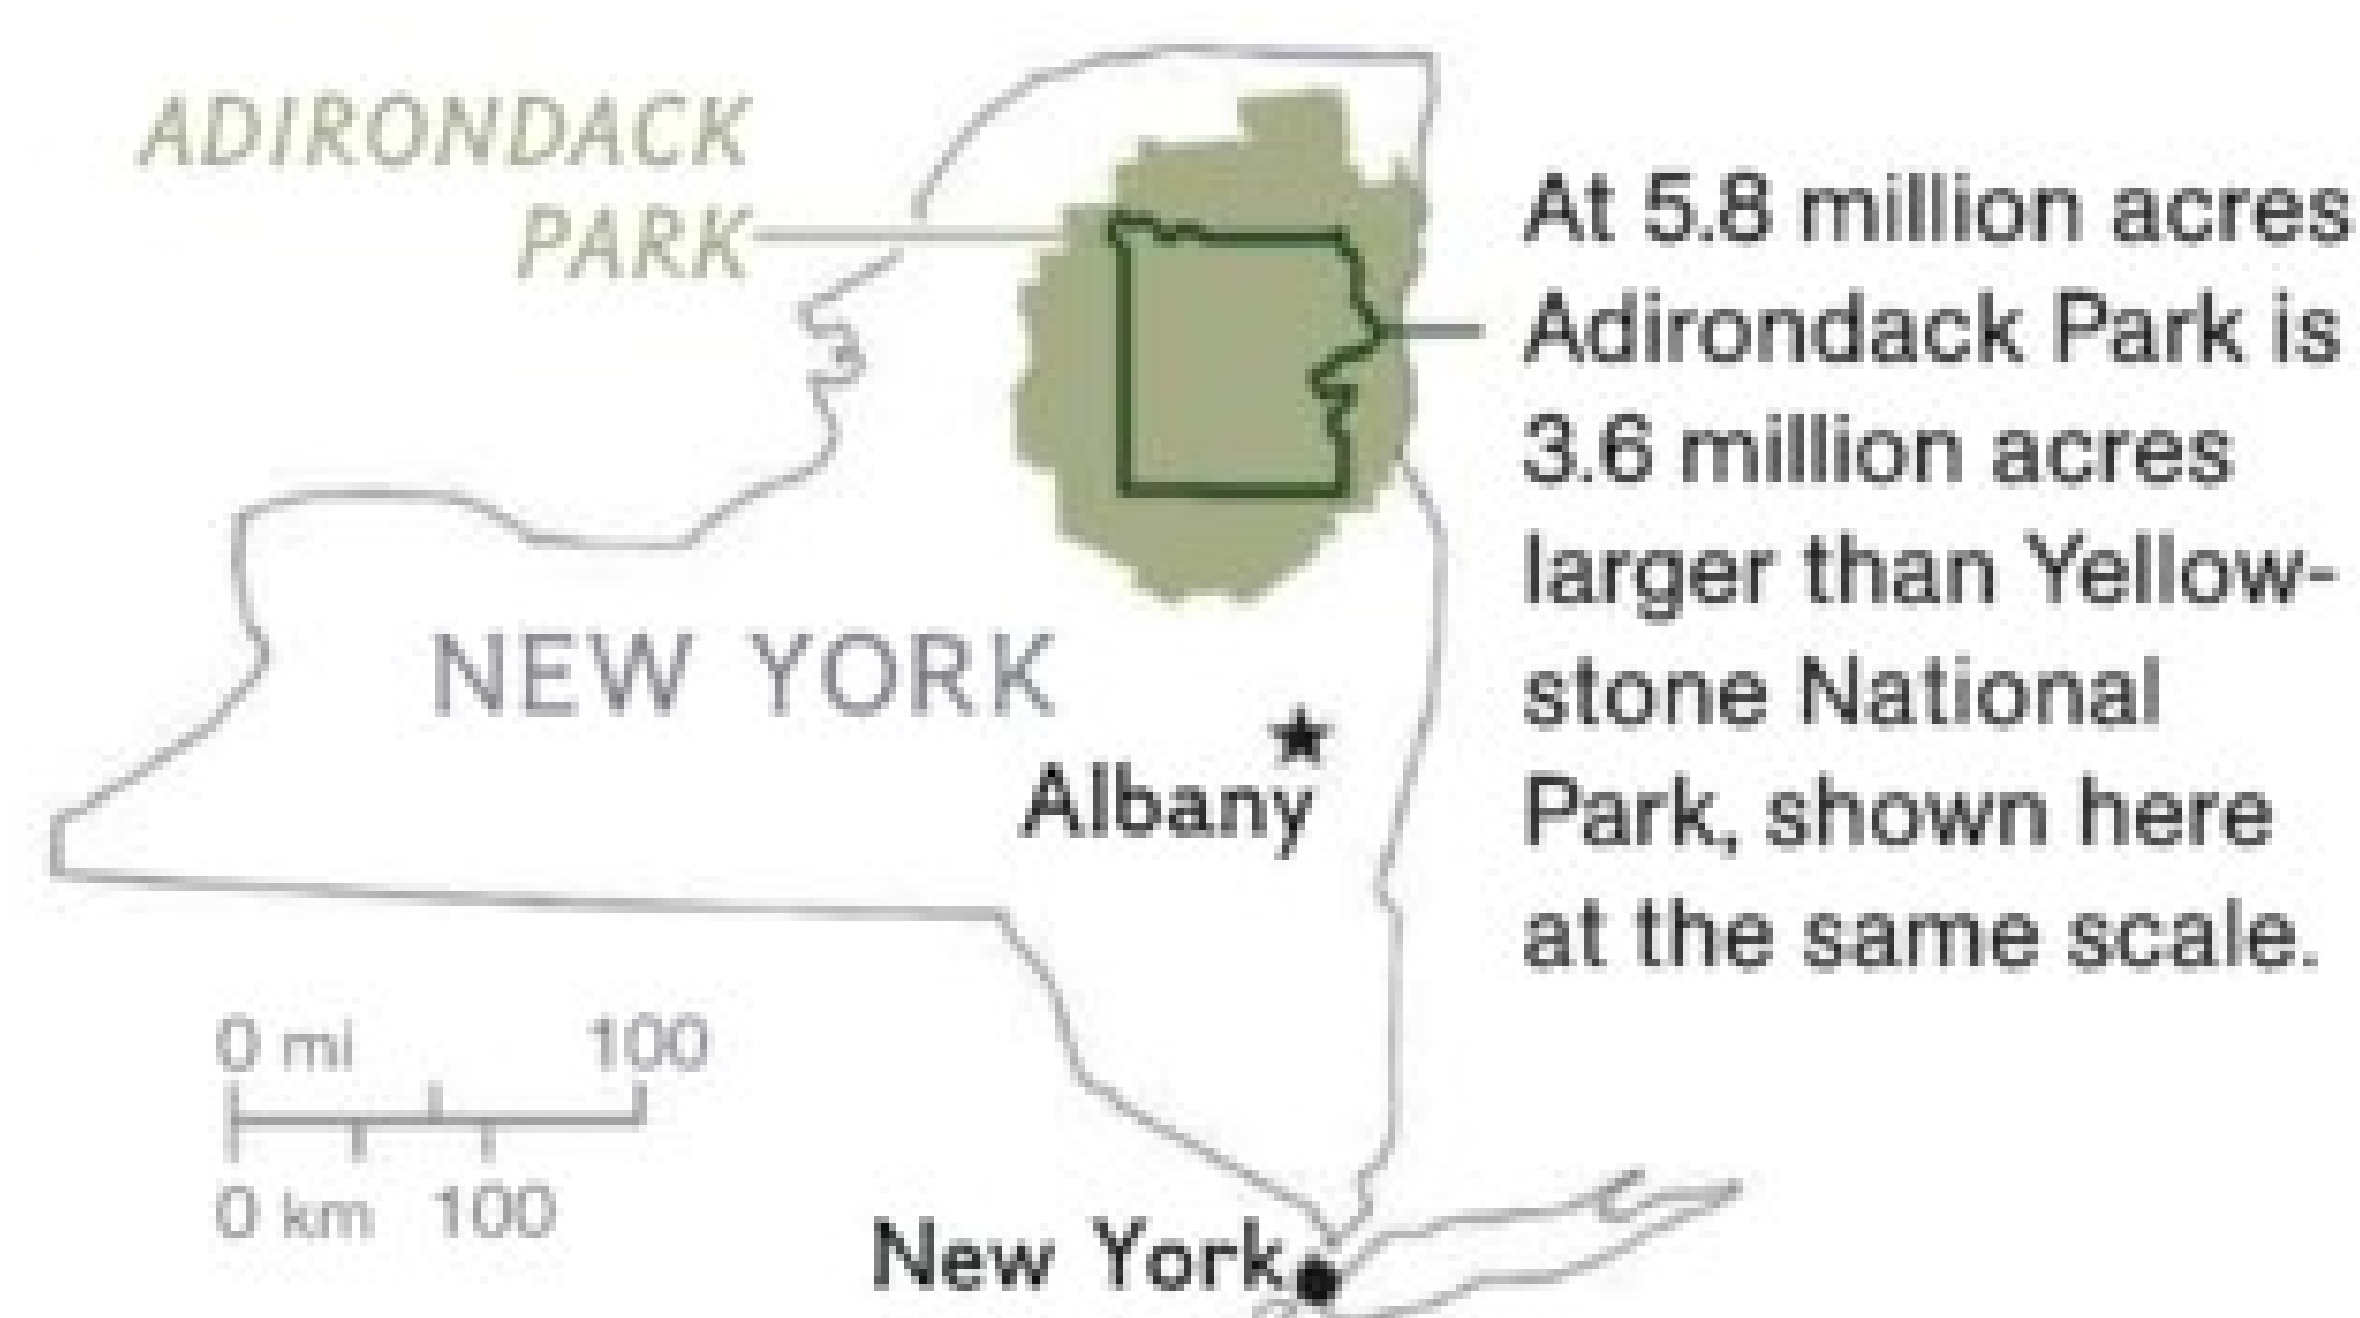 ADIRONDACK
PARK
At 5.8 million acres
Adirondack Park is
3.6 million acres
larger than Yellow-
stone National
Park, shown here
at the same scale.
NEW YORK
Albany
0 mi 100
0 km 100
New York